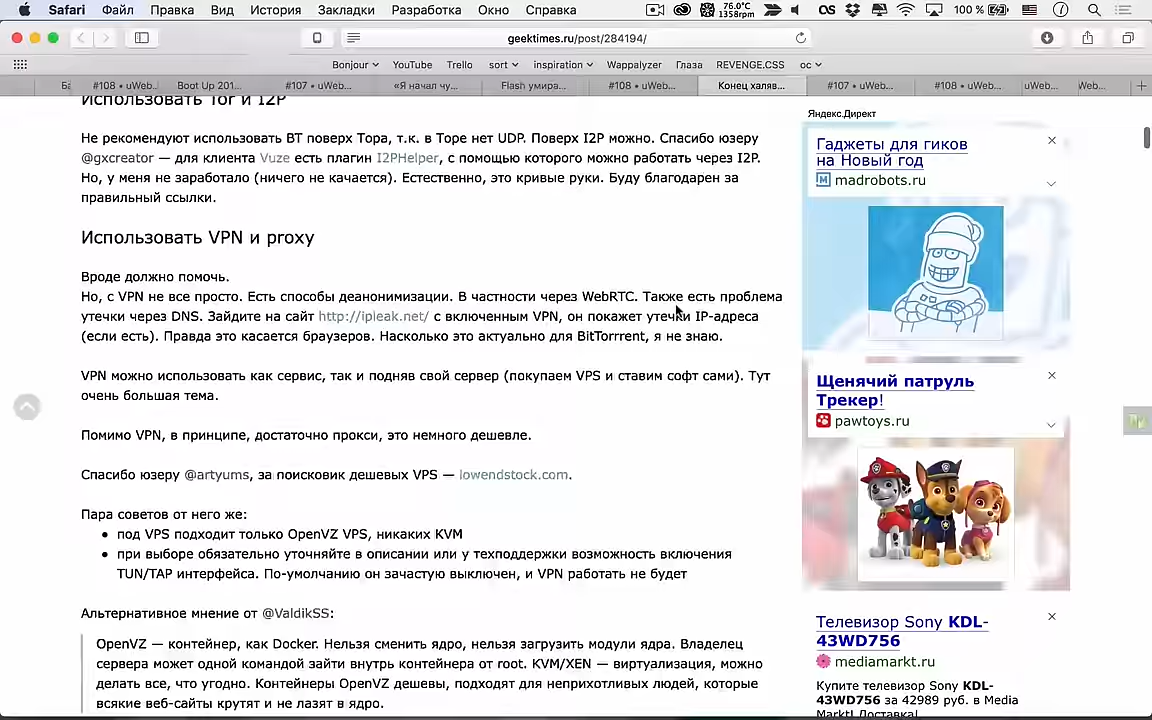 Safari Файл Правка Вид История Закладки Разработка Окно Справка 76.0°C 1358rpm OS 100 %
geektimes.ru/post/284194/
Bonjour YouTube Trello sort inspiration Wappalyzer Глаза REVENGE.CSS ос
Ба #108 • uWeb... Boot Up 201... #107 • uWeb... «Я начал чу... Flash умира... #108 • uWeb... Конец халяв... #107 • uWeb... #108 • uWeb... uWeb... Web...
Использовать Tor и I2P
Не рекомендуют использовать BT поверх Тора, т.к. в Торе нет UDP. Поверх I2P можно. Спасибо юзеру
@gxcreator — для клиента Vuze есть плагин I2PHelper, с помощью которого можно работать через I2P.
Но, у меня не заработало (ничего не качается). Естественно, это кривые руки. Буду благодарен за
правильный ссылки.
Использовать VPN и proxy
Вроде должно помочь.
Но, с VPN не все просто. Есть способы деанонимизации. В частности через WebRTC. Также есть проблема
утечки через DNS. Зайдите на сайт http://ipleak.net/ с включенным VPN, он покажет утечки IP-адреса
(если есть). Правда это касается браузеров. Насколько это актуально для BitTorrrent, я не знаю.
VPN можно использовать как сервис, так и подняв свой сервер (покупаем VPS и ставим софт сами). Тут
очень большая тема.
Помимо VPN, в принципе, достаточно прокси, это немного дешевле.
Спасибо юзеру @artyums, за поисковик дешевых VPS — lowendstock.com.
Пара советов от него же:
• под VPS подходит только OpenVZ VPS, никаких KVM
• при выборе обязательно уточняйте в описании или у техподдержки возможность включения
TUN/TAP интерфейса. По-умолчанию он зачастую выключен, и VPN работать не будет
Альтернативное мнение от @ValdikSS:
OpenVZ — контейнер, как Docker. Нельзя сменить ядро, нельзя загрузить модули ядра. Владелец
сервера может одной командой зайти внутрь контейнера от root. KVM/XEN — виртуализация, можно
делать все, что угодно. Контейнеры OpenVZ дешевы, подходят для неприхотливых людей, которые
всякие веб-сайты крутят и не лазят в ядро.
Яндекс.Директ
Гаджеты для гиков
на Новый год
madrobots.ru
Щенячий патруль
Трекер!
pawtoys.ru
Телевизор Sony KDL-
43WD756
mediamarkt.ru
Купите телевизор Sony KDL-
43WD756 за 42989 руб. в Media
Markt! Доставка!